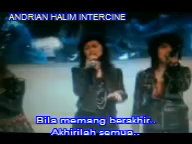 ANDRIAN HALIM INTERCINE
Bila memang berakhir..
Akhirilah semua..